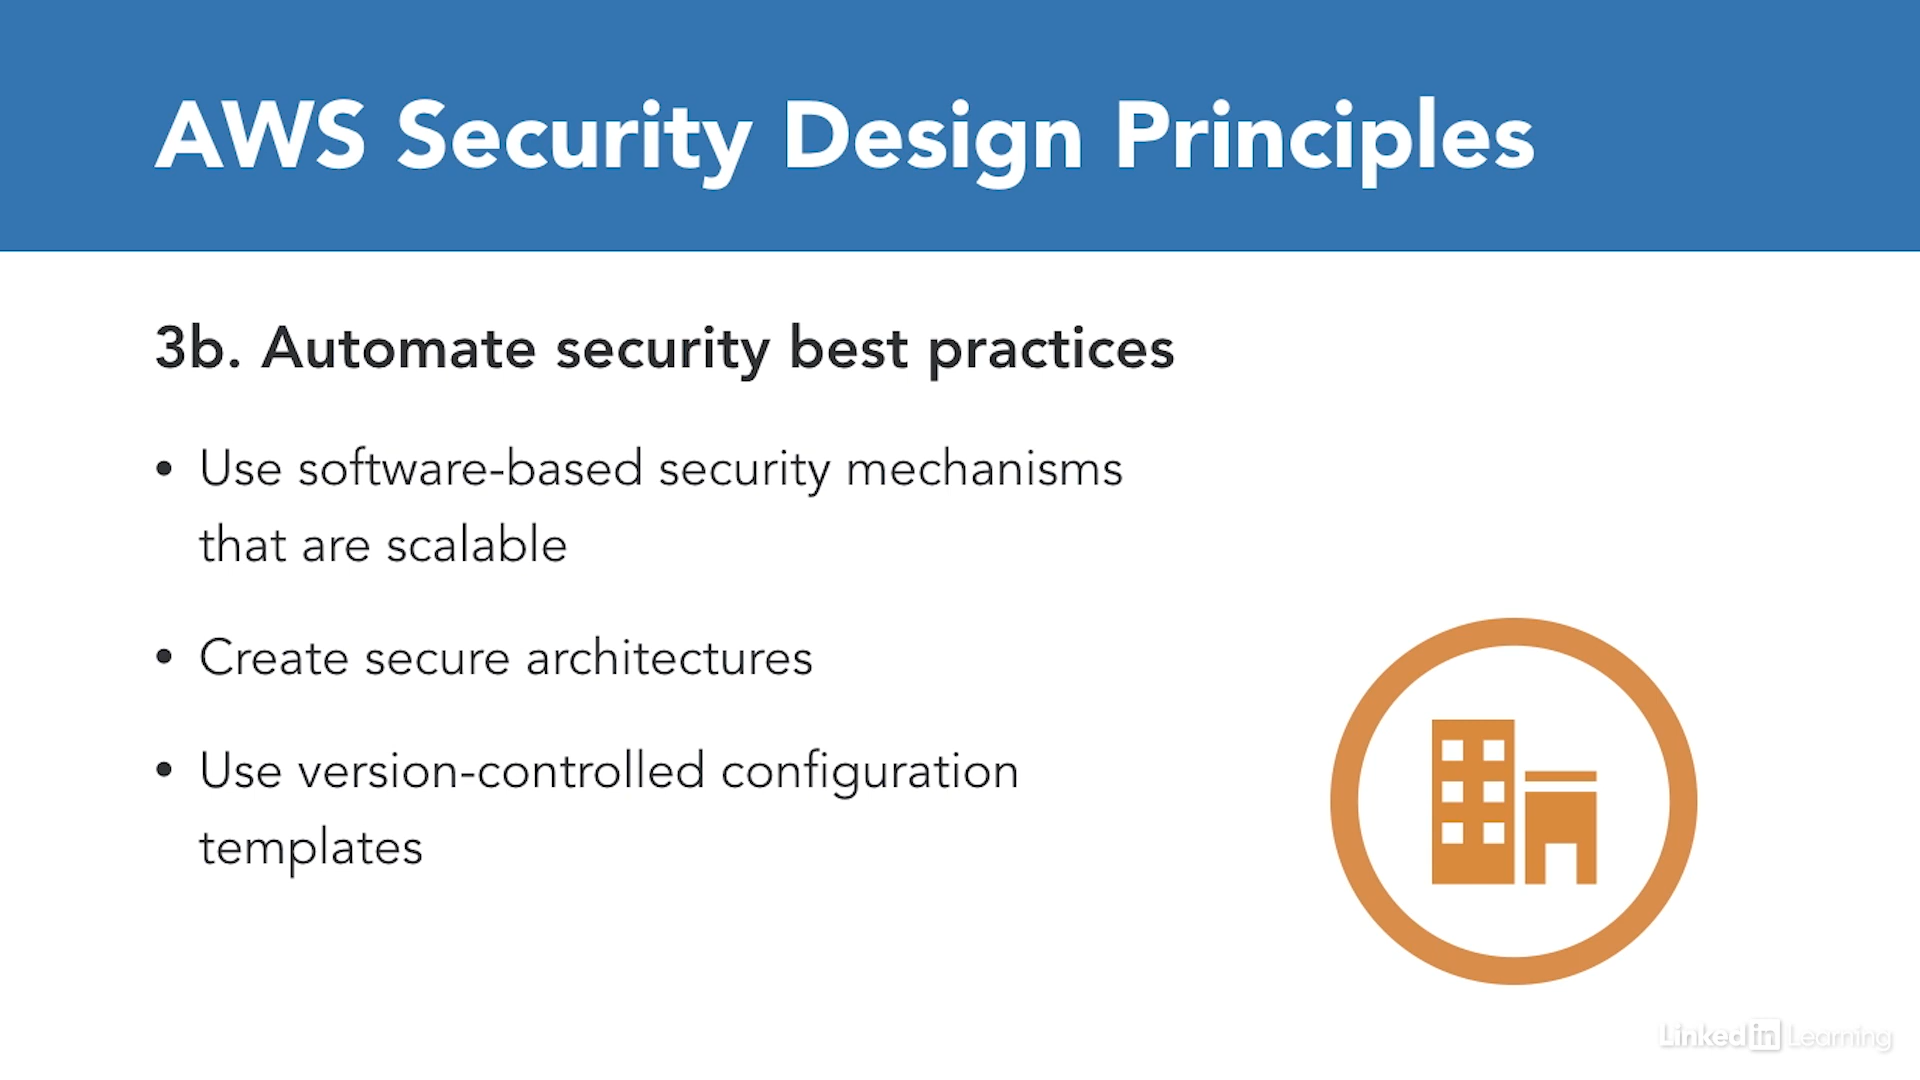 AWS Security Design Principles
3b. Automate security best practices
• Use software-based security mechanisms
that are scalable
• Create secure architectures
• Use version-controlled configuration
templates
LinkedIn Learning